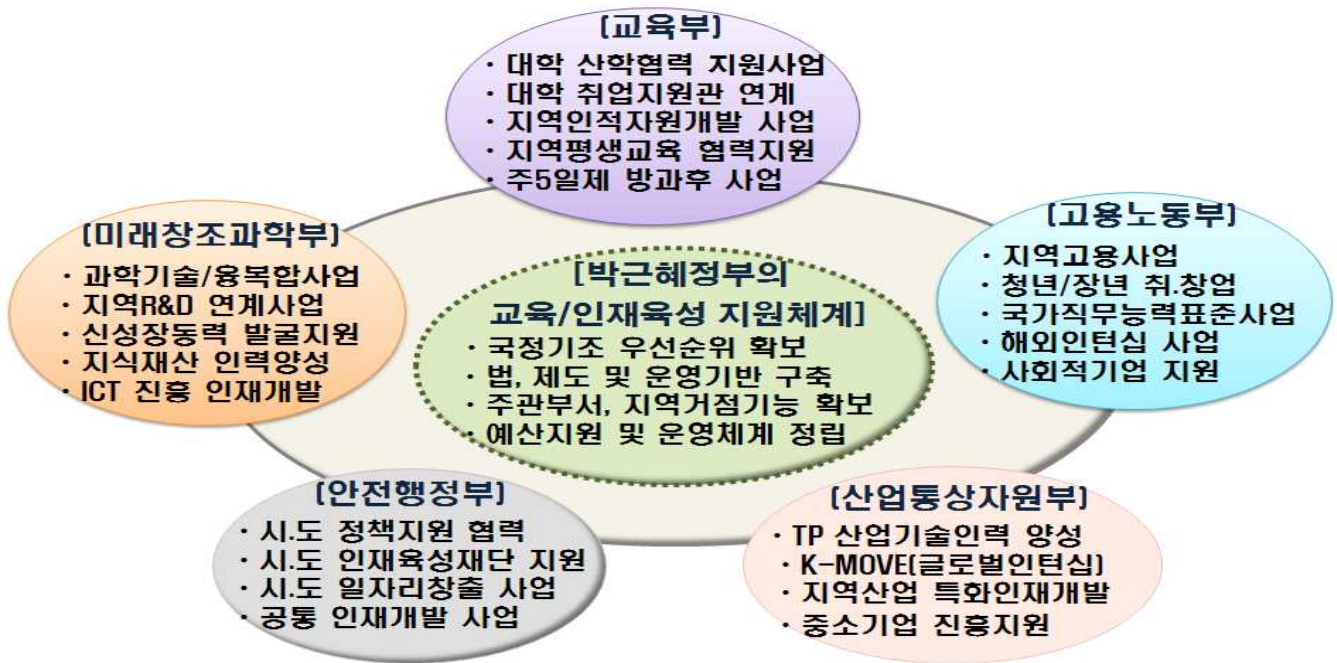 [교육부]
· 대학 산학협력 지원사업
· 대학 취업지원관 연계
· 지역인적자원개발 사업
· 지역평생교육 협력지원
· 주5일제 방과후 사업
[미래창조과학부]
· 과학기술/융복합사업
· 지역R&D 연계사업
· 신성장동력 발굴지원
· 지식재산 인력양성
· ICT 진흥 인재개발
[박근혜정부의
교육/인재육성 지원체계]
· 국정기조 우선순위 확보
· 법, 제도 및 운영기반 구축
· 주관부서, 지역거점기능 확보
· 예산지원 및 운영체계 정립
[고용노동부]
· 지역고용사업
· 청년/장년 취.창업
· 국가직무능력표준사업
· 해외인턴십 사업
· 사회적기업 지원
[안전행정부]
· 시.도 정책지원 협력
· 시.도 인재육성재단 지원
· 시.도 일자리창출 사업
· 공통 인재개발 사업
[산업통상자원부]
· TP 산업기술인력 양성
· K-MOVE(글로벌인턴십)
· 지역산업 특화인재개발
· 중소기업 진흥지원